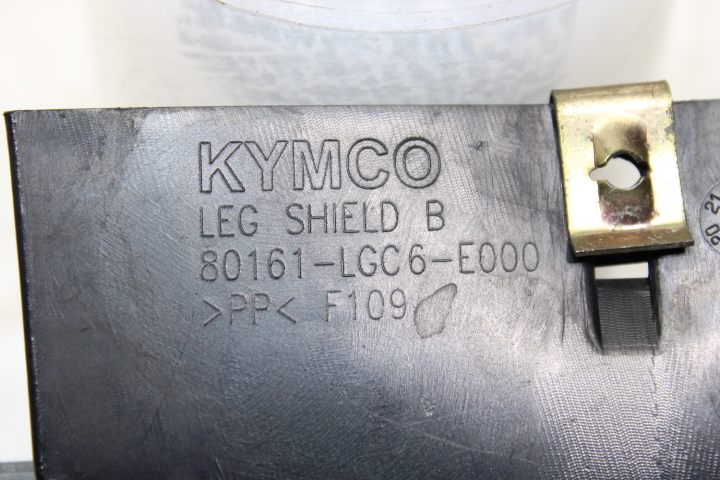 KYMCO
LEG SHIELD B
80161-LGC6-E000
>PP< F109